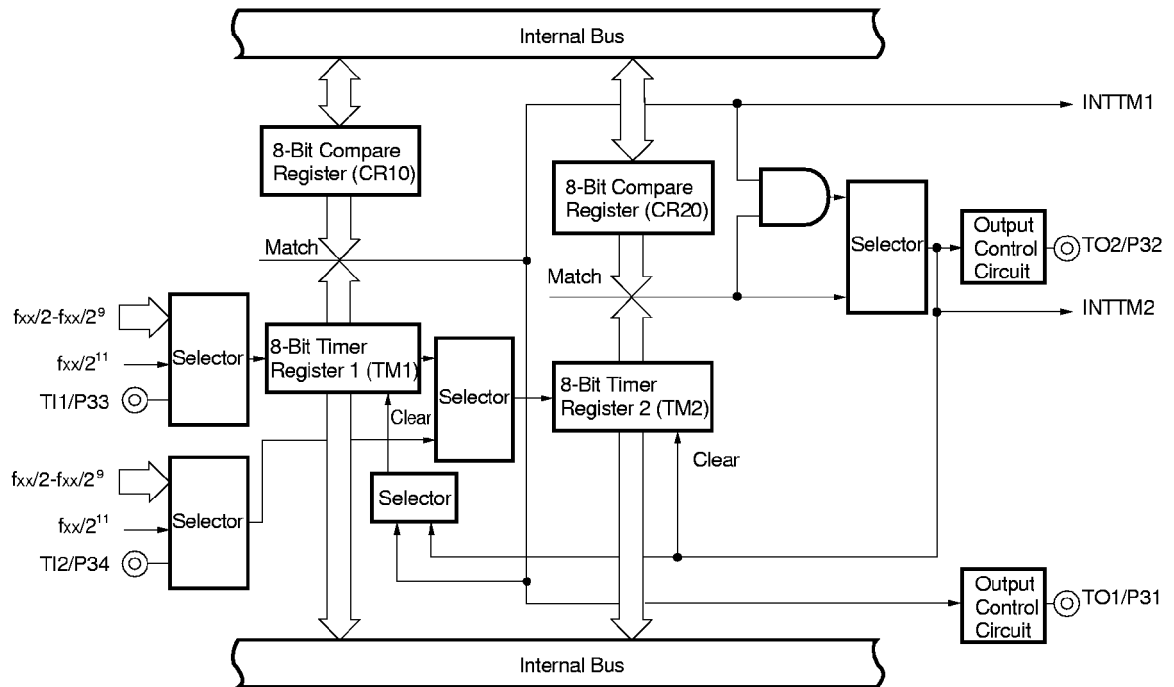 Internal Bus
INTTM1
8-Bit Compare
Register (CR10)
8-Bit Compare
Register (CR20)
Selector
Output
Control
Circuit
TO2/P32
Match
Match
INTTM2
fxx/2-fxx/2⁹
fxx/2¹¹
TI1/P33
Selector
8-Bit Timer
Register 1 (TM1)
Selector
8-Bit Timer
Register 2 (TM2)
Clear
Clear
fxx/2-fxx/2⁹
fxx/2¹¹
TI2/P34
Selector
Selector
Output
Control
Circuit
TO1/P31
Internal Bus